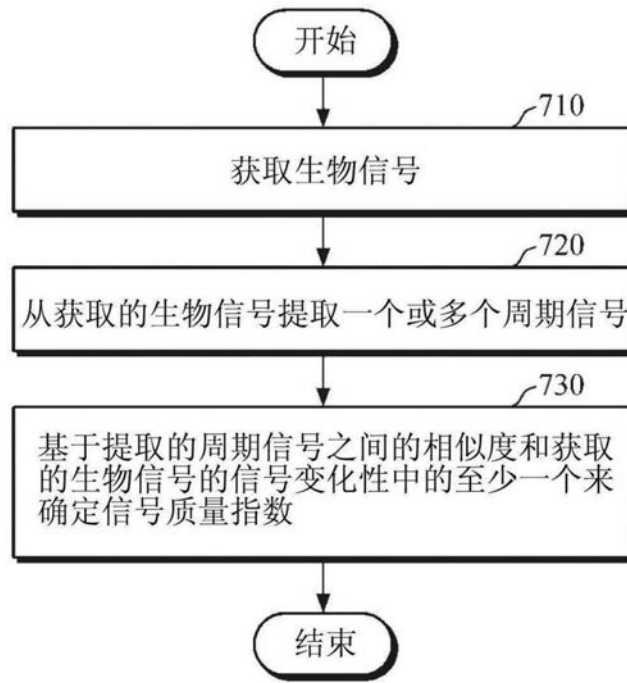 开始
710
获取生物信号
720
从获取的生物信号提取一个或多个周期信号
730
基于提取的周期信号之间的相似度和获取
的生物信号的信号变化性中的至少一个来
确定信号质量指数
结束